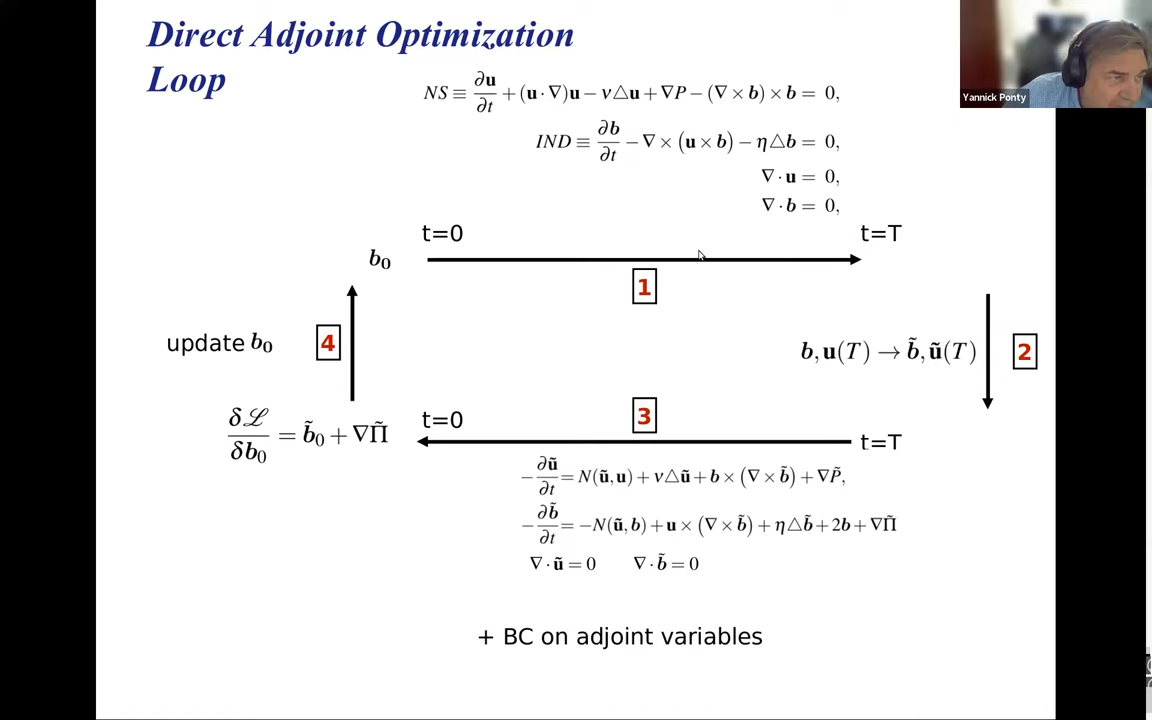 Direct Adjoint Optimization
Loop
NS ≡ ∂u/∂t + (u · ∇)u − ν△u + ∇P − (∇ × b) × b = 0,
IND ≡ ∂b/∂t − ∇ × (u × b) − η△b = 0,
∇ · u = 0,
∇ · b = 0,
Yannick Ponty
t=0
t=T
b₀
1
update b₀
4
b, u(T) → b̃, ũ(T)
2
δℒ/δb₀ = b̃₀ + ∇Π̃
t=0
3
t=T
−∂ũ/∂t = N(ũ, u) + ν△ũ + b × (∇ × b̃) + ∇P̃,
−∂b̃/∂t = −N(ũ, b) + u × (∇ × b̃) + η△b̃ + 2b + ∇Π̃
∇ · ũ = 0 ∇ · b̃ = 0
+ BC on adjoint variables